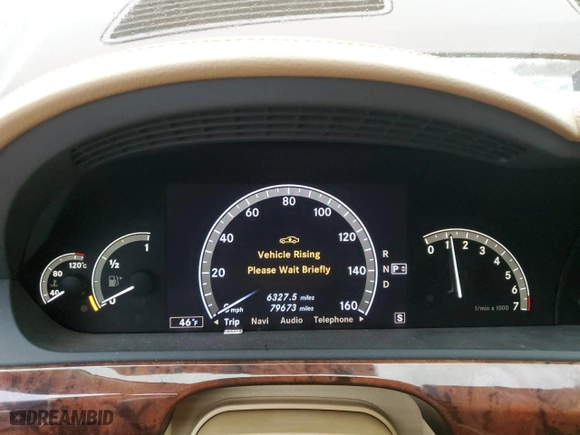 120°C
80
40
1
½
0
0
20
40
60
80
100
120
140
160
mph
Vehicle Rising
Please Wait Briefly
6327.5 miles
79673 miles
46°F
Trip Navi Audio Telephone
R
N P
D
S
0 1 2 3 4 5 6 7
1/min x 1000
DREAMBID